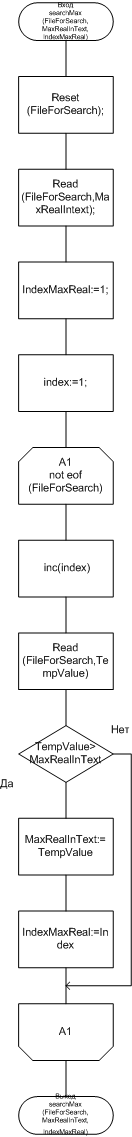 Вход
searchMax
(FileForSearch,
MaxRealInText,
IndexMaxReal)
Reset
(FileForSearch);
Read
(FileForSearch,Ma
xRealIntext);
IndexMaxReal:=1;
index:=1;
A1
not eof
(FileForSearch)
inc(index)
Read
(FileForSearch,Te
mpValue)
Нет
TempValue>
MaxRealInText
Да
MaxRealInText:=
TempValue
IndexMaxReal:=In
dex
A1
Выход
searchMax
(FileForSearch,
MaxRealInText,
IndexMaxReal)